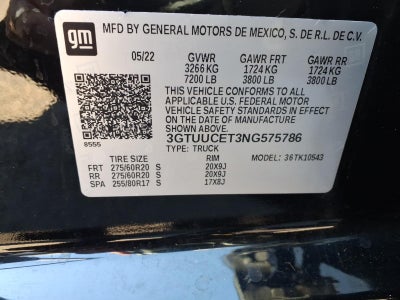 gm
MFD BY GENERAL MOTORS DE MEXICO, S. DE R.L. DE C.V.
05/22 GVWR GAWR FRT GAWR RR
3266 KG 1724 KG 1724 KG
7200 LB 3800 LB 3800 LB
THIS VEHICLE CONFORMS TO ALL
APPLICABLE U.S. FEDERAL MOTOR
VEHICLE SAFETY STANDARDS IN EFFECT ON
THE DATE OF MANUFACTURE SHOWN ABOVE.
3GTUUCET3NG575786
8555
TYPE: TRUCK MODEL: 36TK10543
TIRE SIZE RIM
FRT 275/60R20 S 20X9J
RR 275/60R20 S 20X9J
SPA 255/80R17 S 17X8J